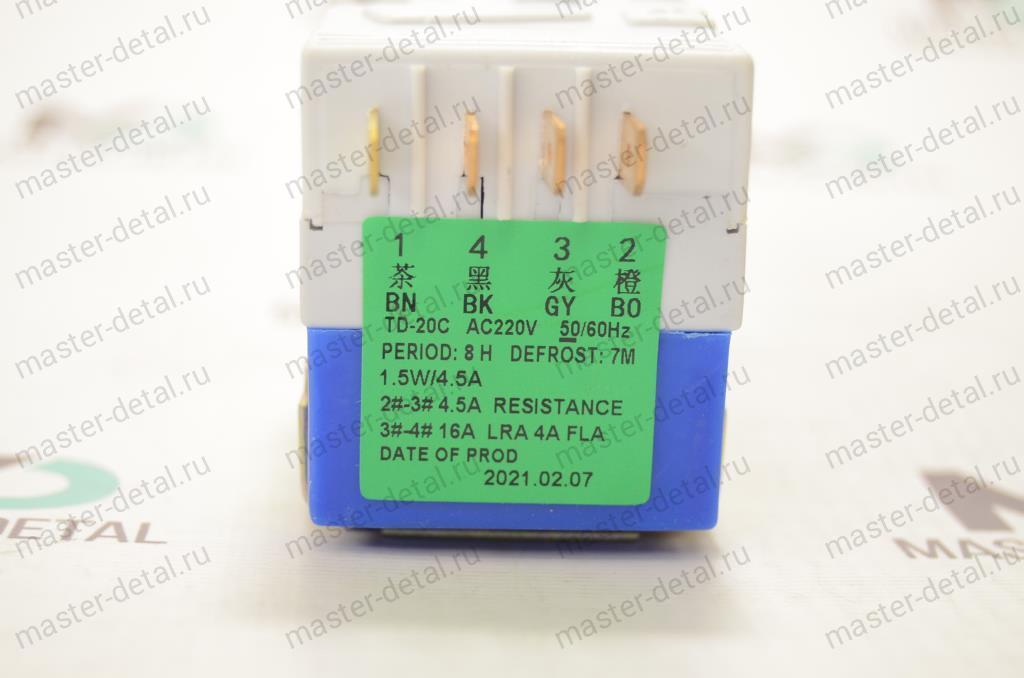 1 4 3 2
茶 黑 灰 橙
BN BK GY BO
TD-20C AC220V 50/60Hz
PERIOD: 8 H DEFROST: 7M
1.5W/4.5A
2#-3# 4.5A RESISTANCE
3#-4# 16A LRA 4A FLA
DATE OF PROD
2021.02.07
DETAL
MAS
master-detal.ru